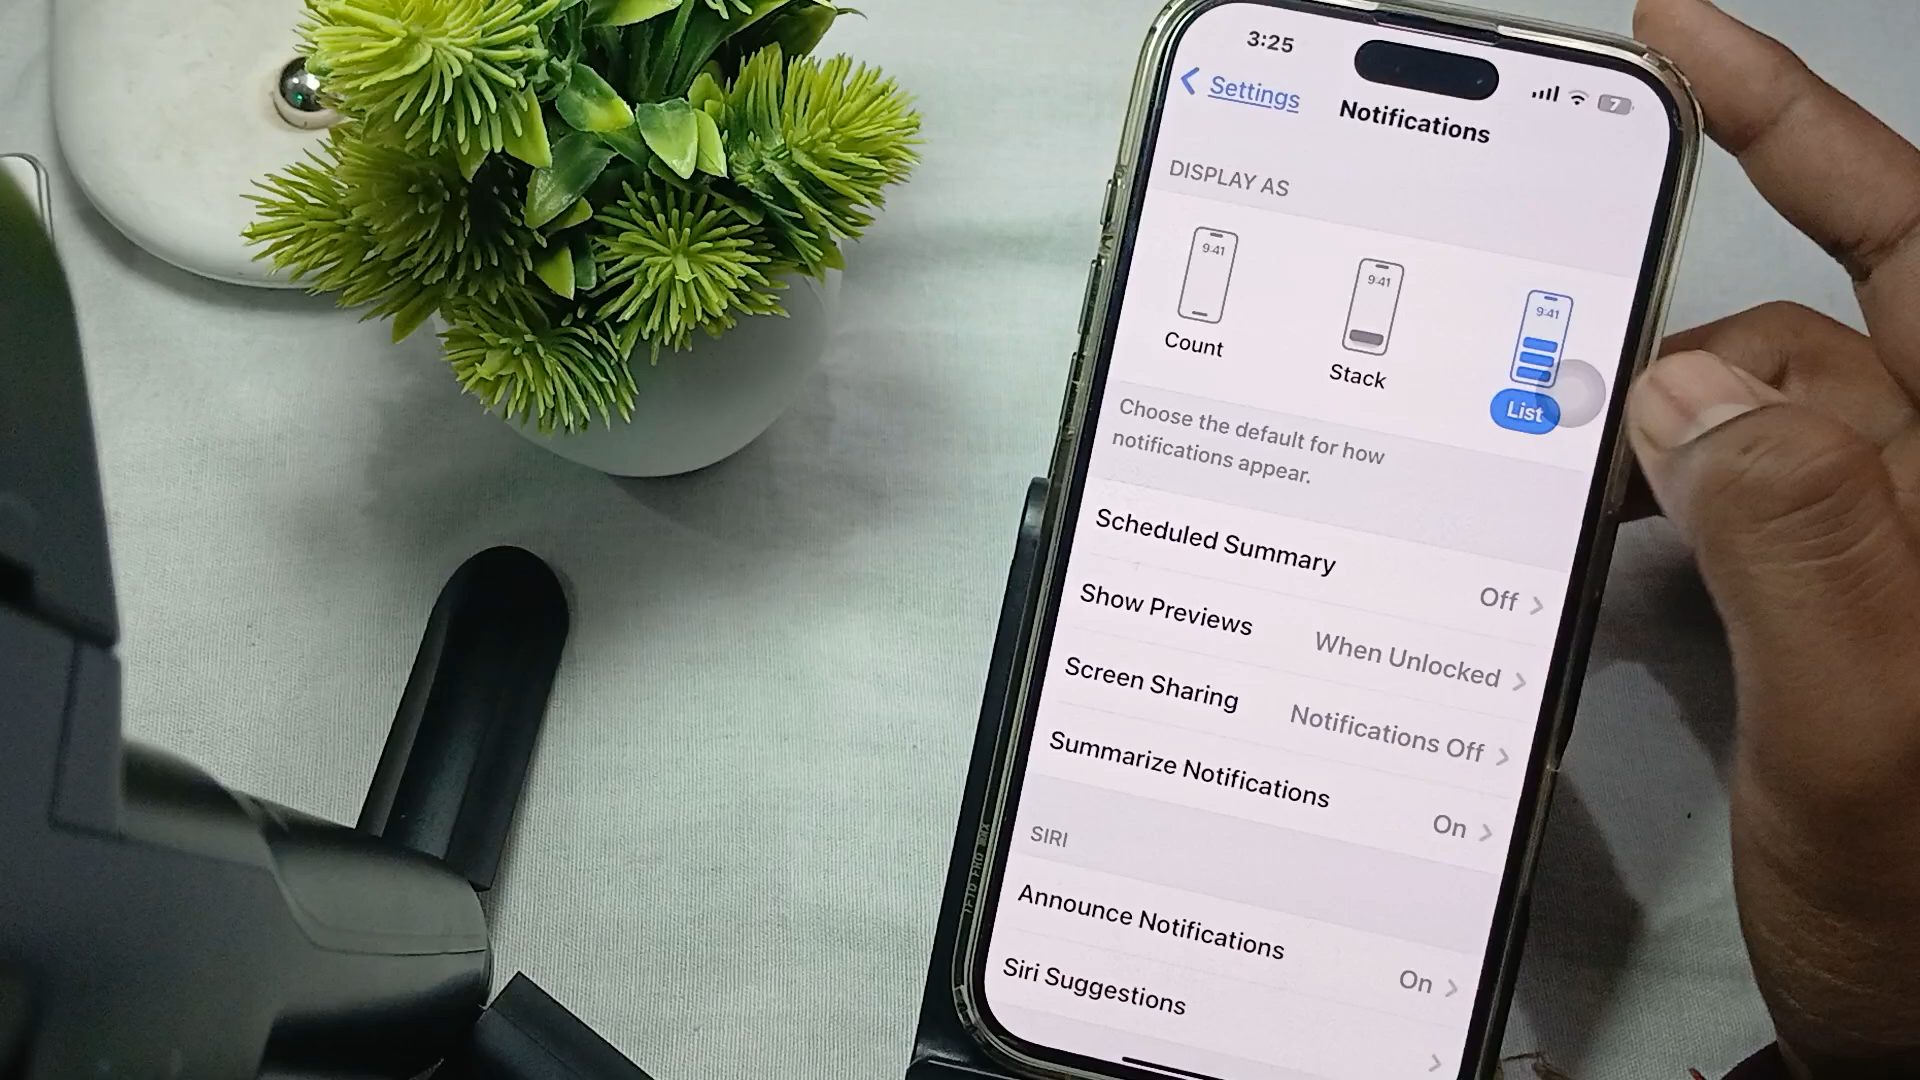 3:25
7
Settings
Notifications
DISPLAY AS
9:41
9:41
9:41
Count
Stack
List
Choose the default for how
notifications appear.
Scheduled Summary Off
Show Previews When Unlocked
Screen Sharing Notifications Off
Summarize Notifications On
SIRI
Announce Notifications On
Siri Suggestions